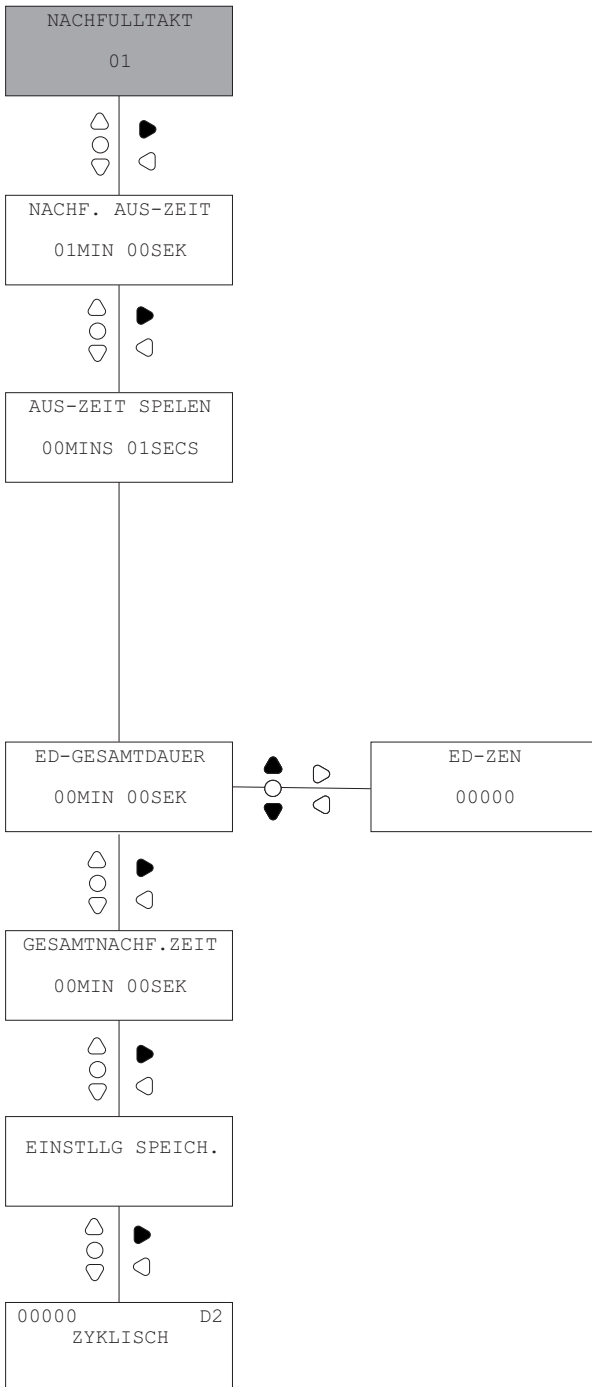 NACHFULLTAKT
01
NACHF. AUS-ZEIT
01MIN 00SEK
AUS-ZEIT SPELEN
00MINS 01SECS
ED-GESAMTDAUER
00MIN 00SEK
ED-ZEN
00000
GESAMTNACHF.ZEIT
00MIN 00SEK
EINSTLLG SPEICH.
00000 D2
ZYKLISCH